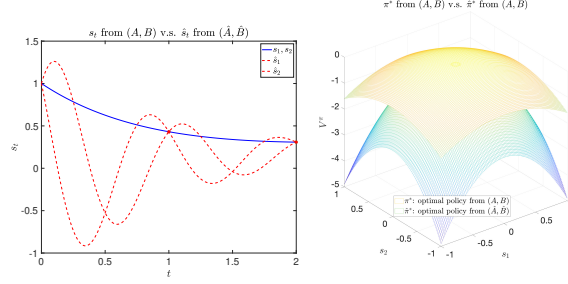 s_t from (A, B) v.s. ŝ_t from (Â, B̂)
1.5
1
0.5
0
-0.5
-1
s_t
0
0.5
1
1.5
2
t
s_1, s_2
ŝ_1
ŝ_2
π* from (A, B) v.s. π̂* from (A, B)
0
-1
-2
-3
-4
-5
V^π
1
0.5
0
-0.5
-1
s_2
-1
-0.5
0
0.5
s_1
π*: optimal policy from (A, B)
π̂*: optimal policy from (Â, B̂)